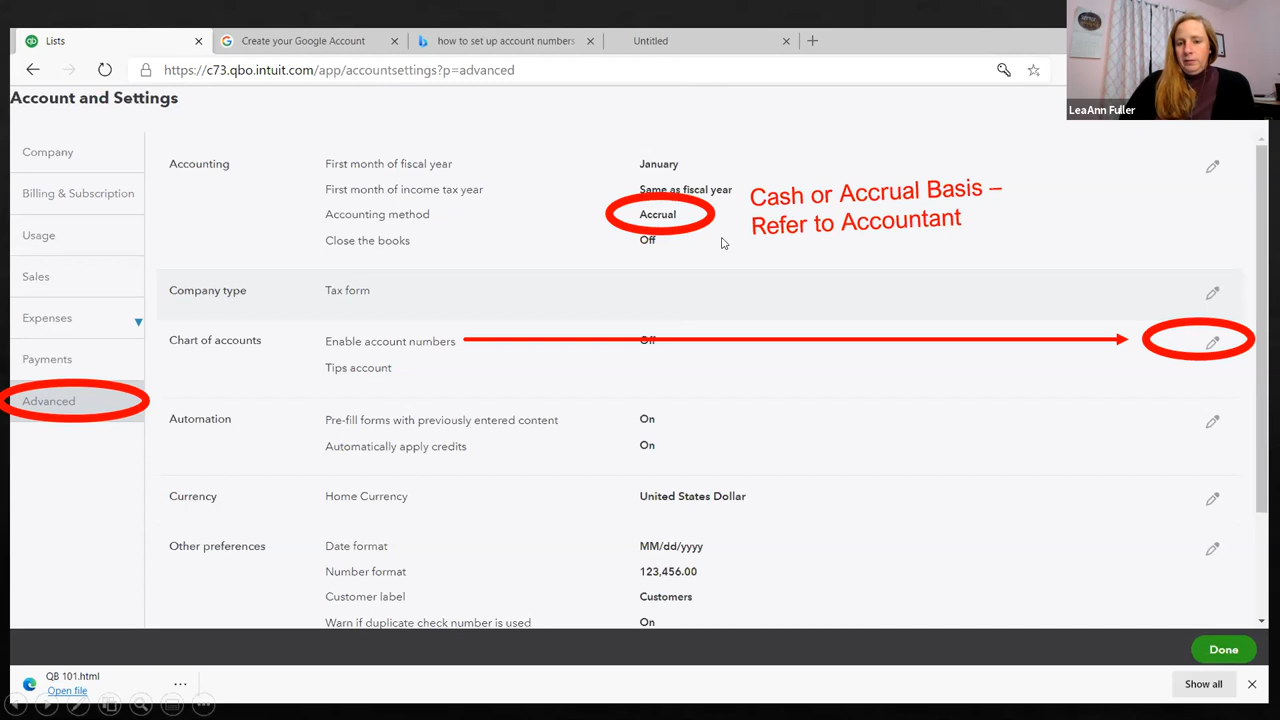 Lists
Create your Google Account
how to set up account numbers
Untitled
https://c73.qbo.intuit.com/app/accountsettings?p=advanced
LeaAnn Fuller
Account and Settings
Company
Billing & Subscription
Usage
Sales
Expenses
Payments
Advanced
Accounting
First month of fiscal year
January
First month of income tax year
Same as fiscal year
Accounting method
Accrual
Close the books
Off
Cash or Accrual Basis –
Refer to Accountant
Company type
Tax form
Chart of accounts
Enable account numbers
Off
Tips account
Automation
Pre-fill forms with previously entered content
On
Automatically apply credits
On
Currency
Home Currency
United States Dollar
Other preferences
Date format
MM/dd/yyyy
Number format
123,456.00
Customer label
Customers
Warn if duplicate check number is used
On
Done
QB 101.html
Open file
Show all